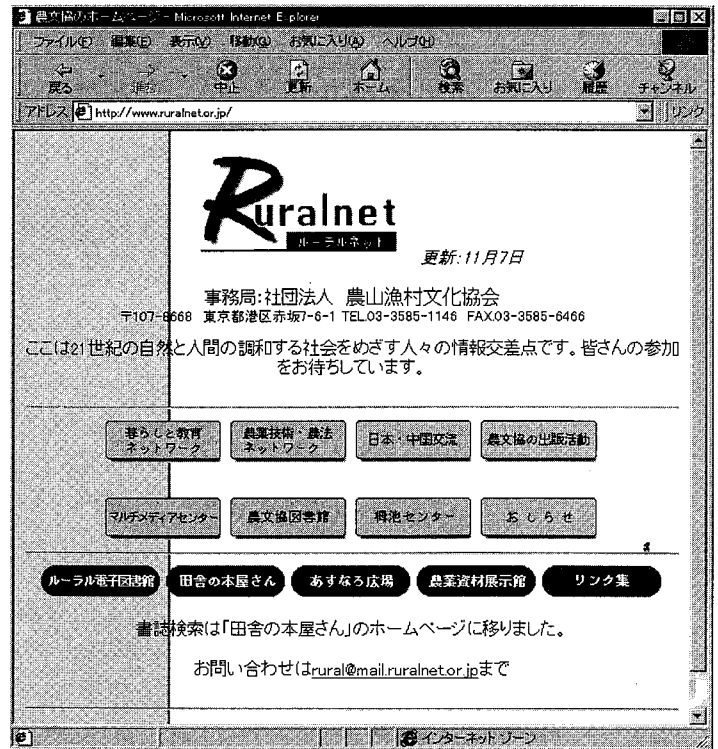 農文協のホームページ - Microsoft Internet Explorer
ファイル(F) 編集(E) 表示(V) 移動(G) お気に入り(A) ヘルプ(H)
戻る 進む 中止 更新 ホーム 検索 お気に入り 履歴 チャンネル
アドレス http://www.ruralnet.or.jp/ リンク
Ruralnet
ルーラルネット
更新:11月7日
事務局:社団法人 農山漁村文化協会
〒107-8668 東京都港区赤坂7-6-1 TEL.03-3585-1146 FAX.03-3585-6466
ここは21世紀の自然と人間の調和する社会をめざす人々の情報交差点です。皆さんの参加
をお待ちしています。
暮らしと教育 農業技術・農法 日本・中国交流 農文協の出版活動
ネットワーク ネットワーク
マルチメディアセンター 農文協図書館 栂池センター おしらせ
ルーラル電子図書館 田舎の本屋さん あすなろ広場 農業資材展示館 リンク集
書誌検索は「田舎の本屋さん」のホームページに移りました。
お問い合わせはrural@mail.ruralnet.or.jpまで
インターネット ゾーン